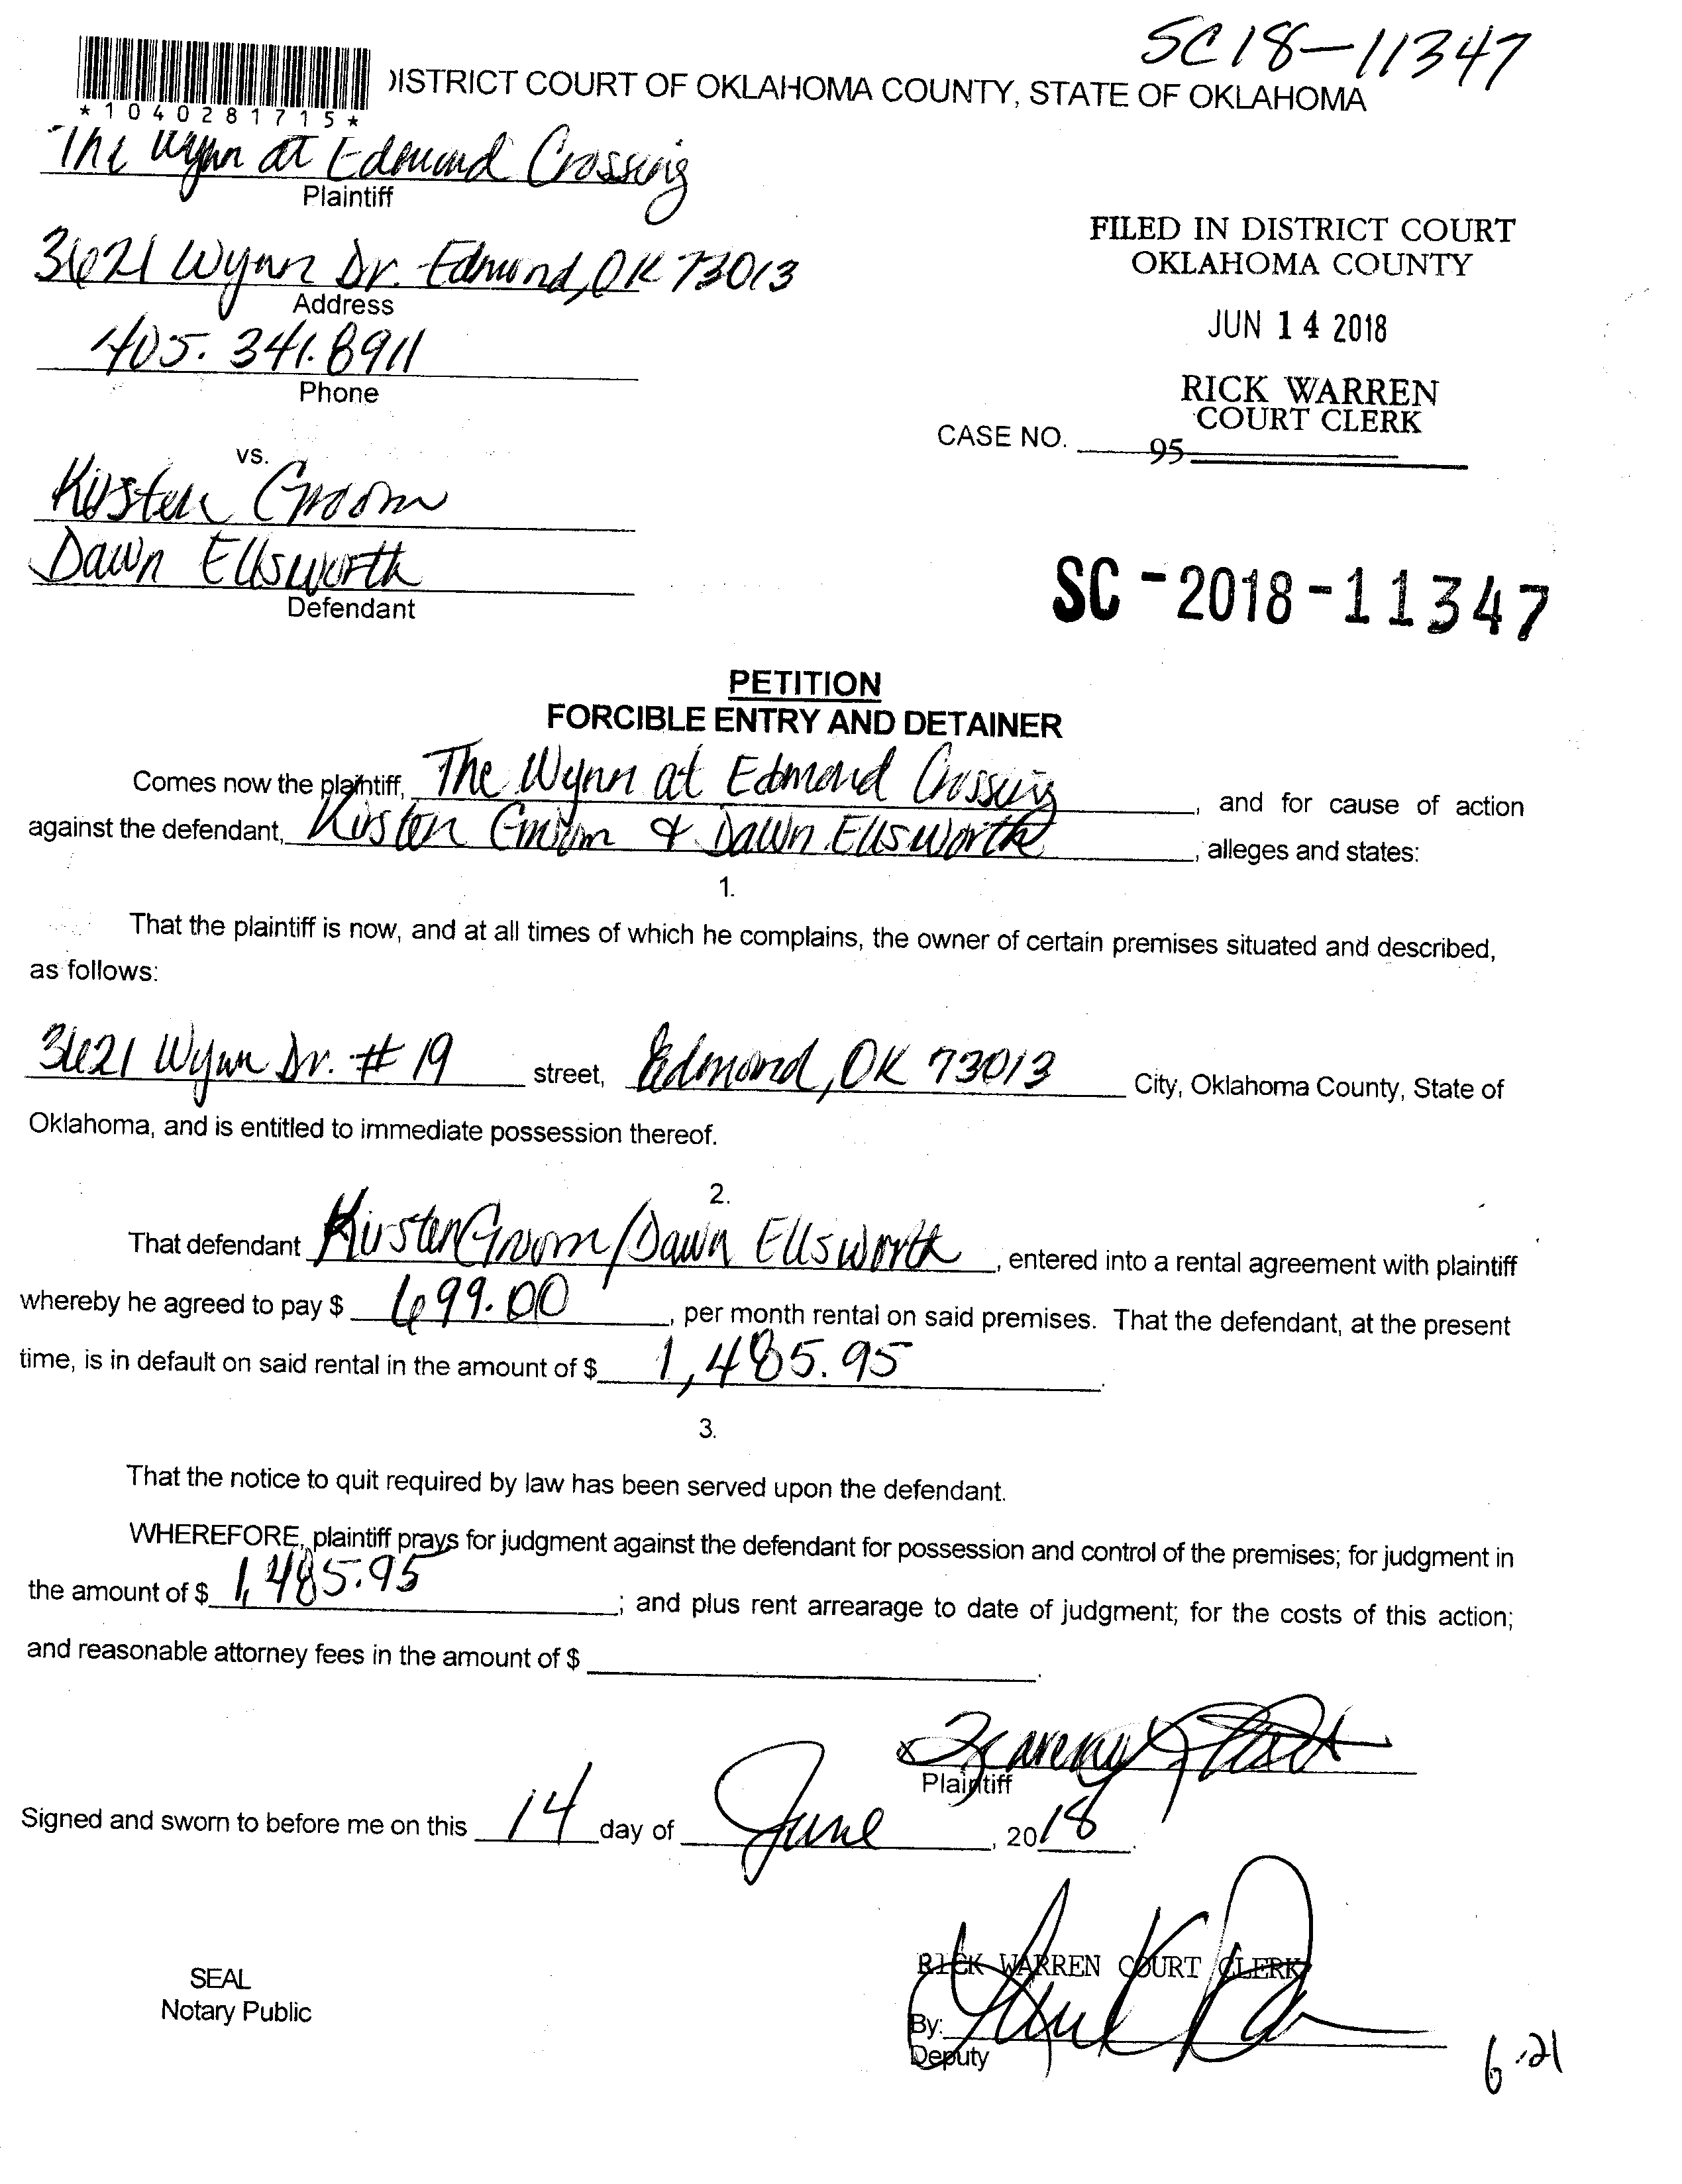 SC18-11347
DISTRICT COURT OF OKLAHOMA COUNTY, STATE OF OKLAHOMA
*1040281715*
The Wynn at Edmond Crossing
Plaintiff
3621 Wynn Dr. Edmond, OK 73013
Address
405. 341.8911
Phone
FILED IN DISTRICT COURT
OKLAHOMA COUNTY
JUN 14 2018
RICK WARREN
COURT CLERK
CASE NO.
95
vs.
Kirsten Groom
Dawn Ellsworth
Defendant
SC-2018-11347
PETITION
FORCIBLE ENTRY AND DETAINER
Comes now the plaintiff, The Wynn at Edmond Crossing, and for cause of action
against the defendant, Kirsten Groom & Dawn Ellsworth, alleges and states:
1.
That the plaintiff is now, and at all times of which he complains, the owner of certain premises situated and described,
as follows:
3621 Wynn Dr. # 19 street, Edmond, OK 73013 City, Oklahoma County, State of
Oklahoma, and is entitled to immediate possession thereof.
2.
That defendant Kirsten Groom/Dawn Ellsworth, entered into a rental agreement with plaintiff
whereby he agreed to pay $ 699.00, per month rental on said premises. That the defendant, at the present
time, is in default on said rental in the amount of $ 1,485.95.
3.
That the notice to quit required by law has been served upon the defendant.
WHEREFORE, plaintiff prays for judgment against the defendant for possession and control of the premises; for judgment in
the amount of $ 1,485.95; and plus rent arrearage to date of judgment; for the costs of this action;
and reasonable attorney fees in the amount of $ .
x
Plaintiff
Signed and sworn to before me on this 14 day of June, 2018.
SEAL
Notary Public
RICK WARREN COURT CLERK
By:
Deputy
6-21